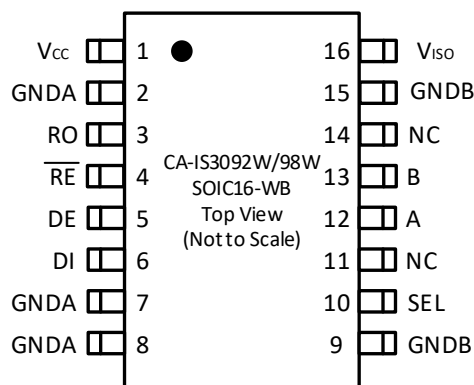 Vcc 1 16 VISO
GNDA 2 15 GNDB
RO 3 14 NC
RE 4 13 B
DE 5 12 A
DI 6 11 NC
GNDA 7 10 SEL
GNDA 8 9 GNDB
CA-IS3092W/98W
SOIC16-WB
Top View
(Not to Scale)